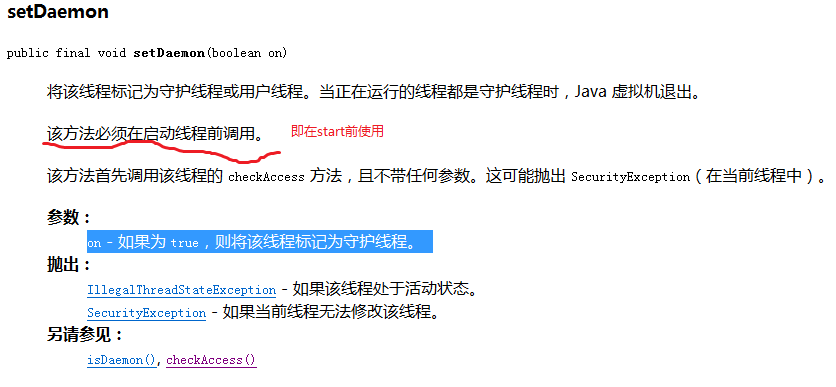 setDaemon
public final void setDaemon(boolean on)
将该线程标记为守护线程或用户线程。当正在运行的线程都是守护线程时，Java 虚拟机退出。
该方法必须在启动线程前调用。 即在start前使用
该方法首先调用该线程的 checkAccess 方法，且不带任何参数。这可能抛出 SecurityException（在当前线程中）。
参数：
on - 如果为 true，则将该线程标记为守护线程。
抛出：
IllegalThreadStateException - 如果该线程处于活动状态。
SecurityException - 如果当前线程无法修改该线程。
另请参见：
isDaemon(), checkAccess()